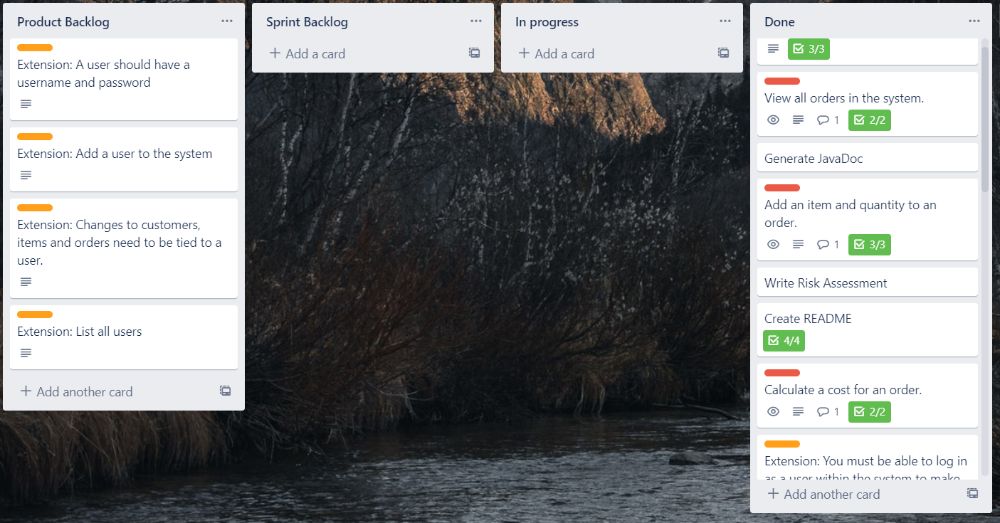 Product Backlog
Extension: A user should have a
username and password
Extension: Add a user to the system
Extension: Changes to customers,
items and orders need to be tied to a
user.
Extension: List all users
Add another card
Sprint Backlog
Add a card
In progress
Add a card
Done
3/3
View all orders in the system.
1 2/2
Generate JavaDoc
Add an item and quantity to an
order.
1 3/3
Write Risk Assessment
Create README
4/4
Calculate a cost for an order.
1 2/2
Extension: You must be able to log in
as a user within the system to make
Add another card